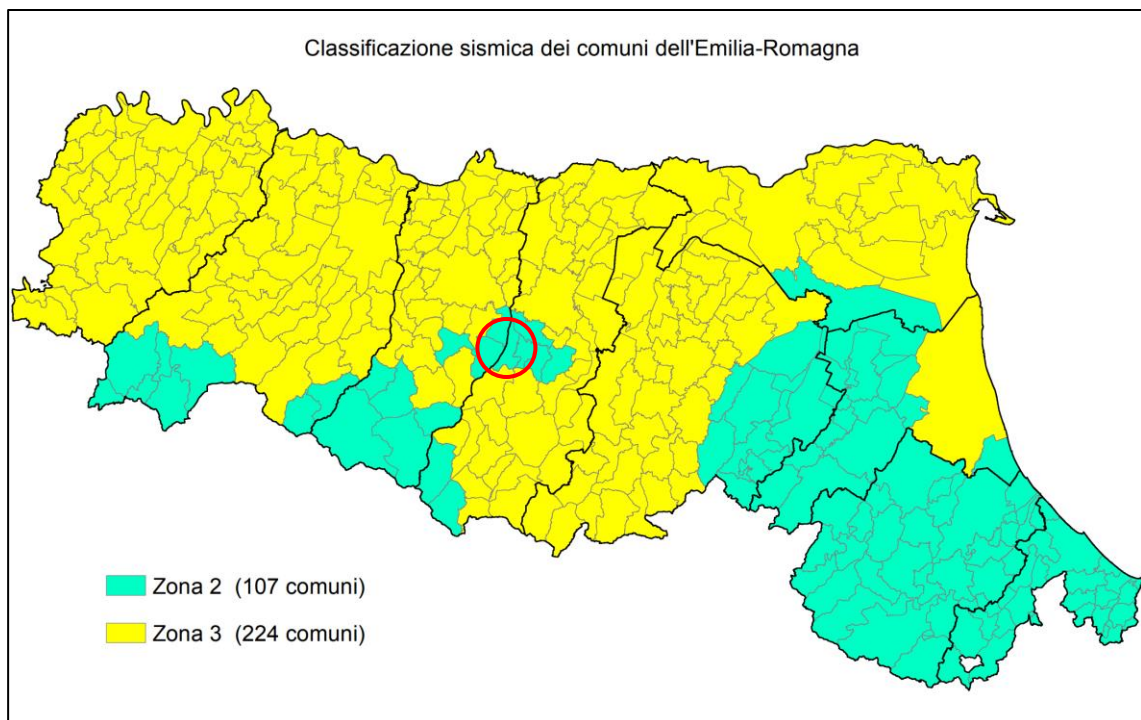 Classificazione sismica dei comuni dell'Emilia-Romagna
Zona 2 (107 comuni)
Zona 3 (224 comuni)